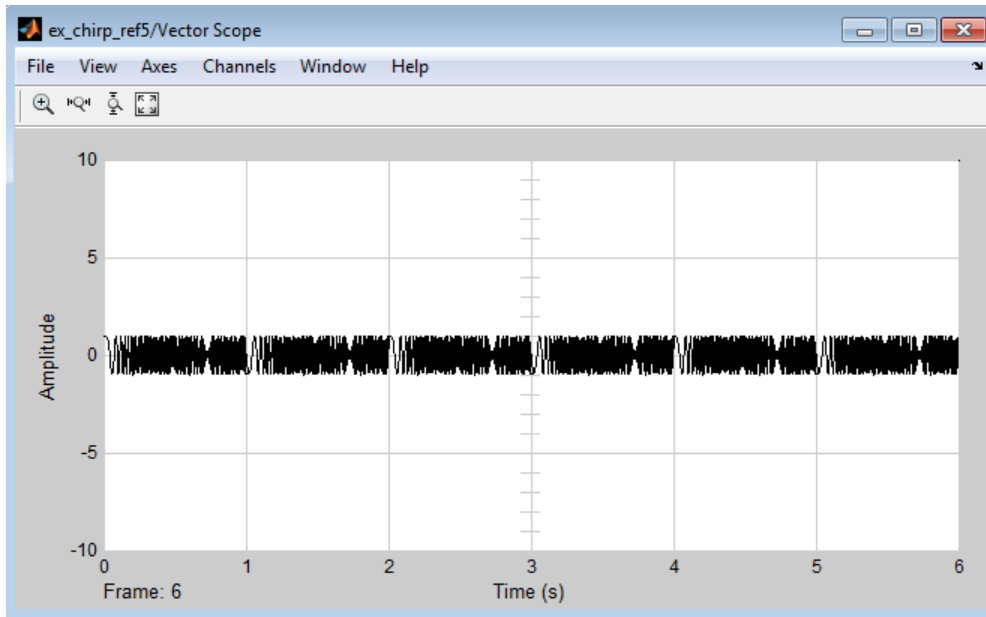 ex_chirp_ref5/Vector Scope
File View Axes Channels Window Help
10
5
0
-5
-10
Amplitude
0 1 2 3 4 5 6
Frame: 6 Time (s)